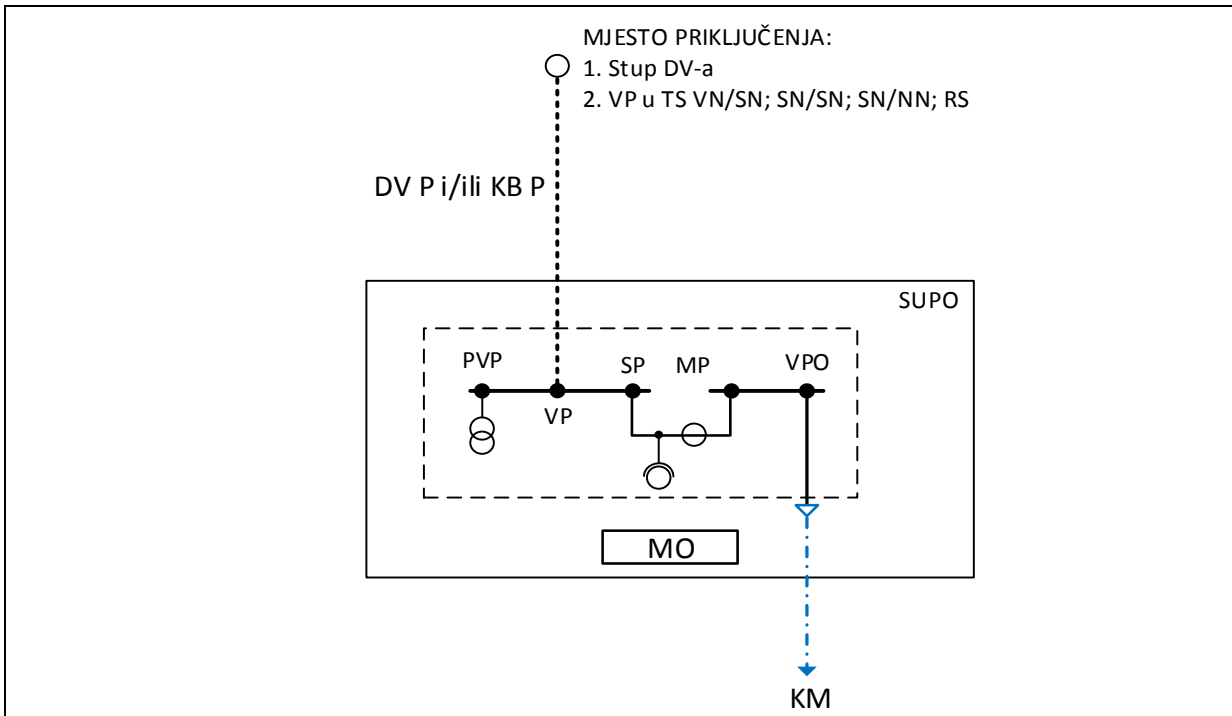 MJESTO PRIKLJUČENJA:
1. Stup DV-a
2. VP u TS VN/SN; SN/SN; SN/NN; RS
DV P i/ili KB P
SUPO
PVP
SP
MP
VPO
VP
MO
KM